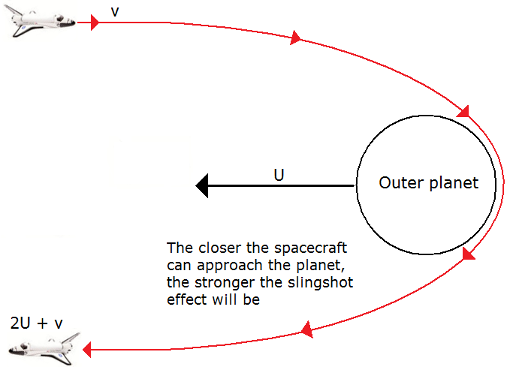 v
U
Outer planet
The closer the spacecraft
can approach the planet,
the stronger the slingshot
effect will be
2U + v